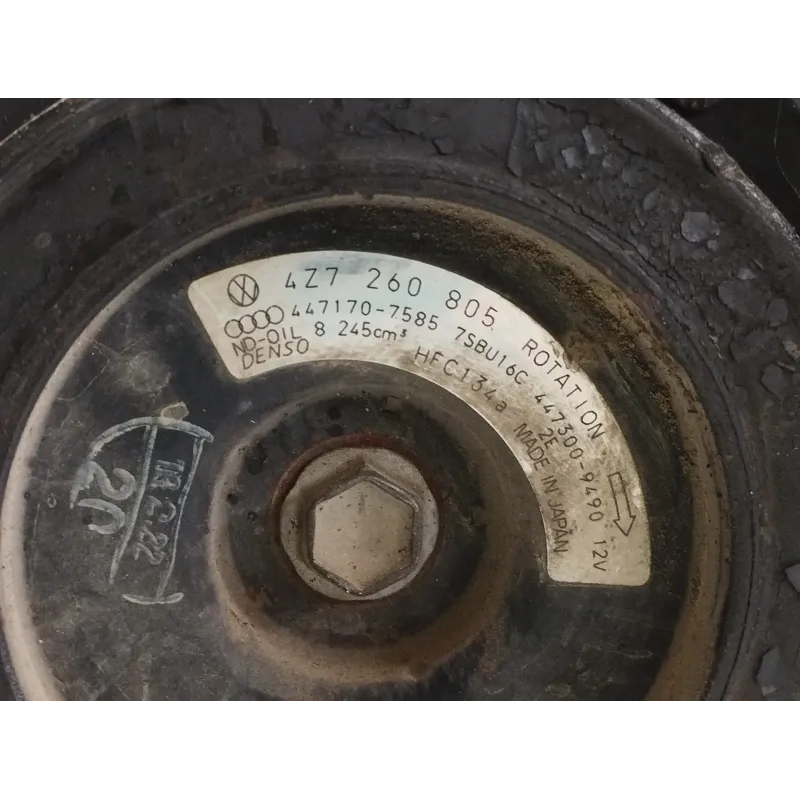 4Z7 260 805 ROTATION
447170-7585 7SBU16C 447300-9490 12V
ND-OIL 8 245cm³ HFC134a 2E
DENSO MADE IN JAPAN
20